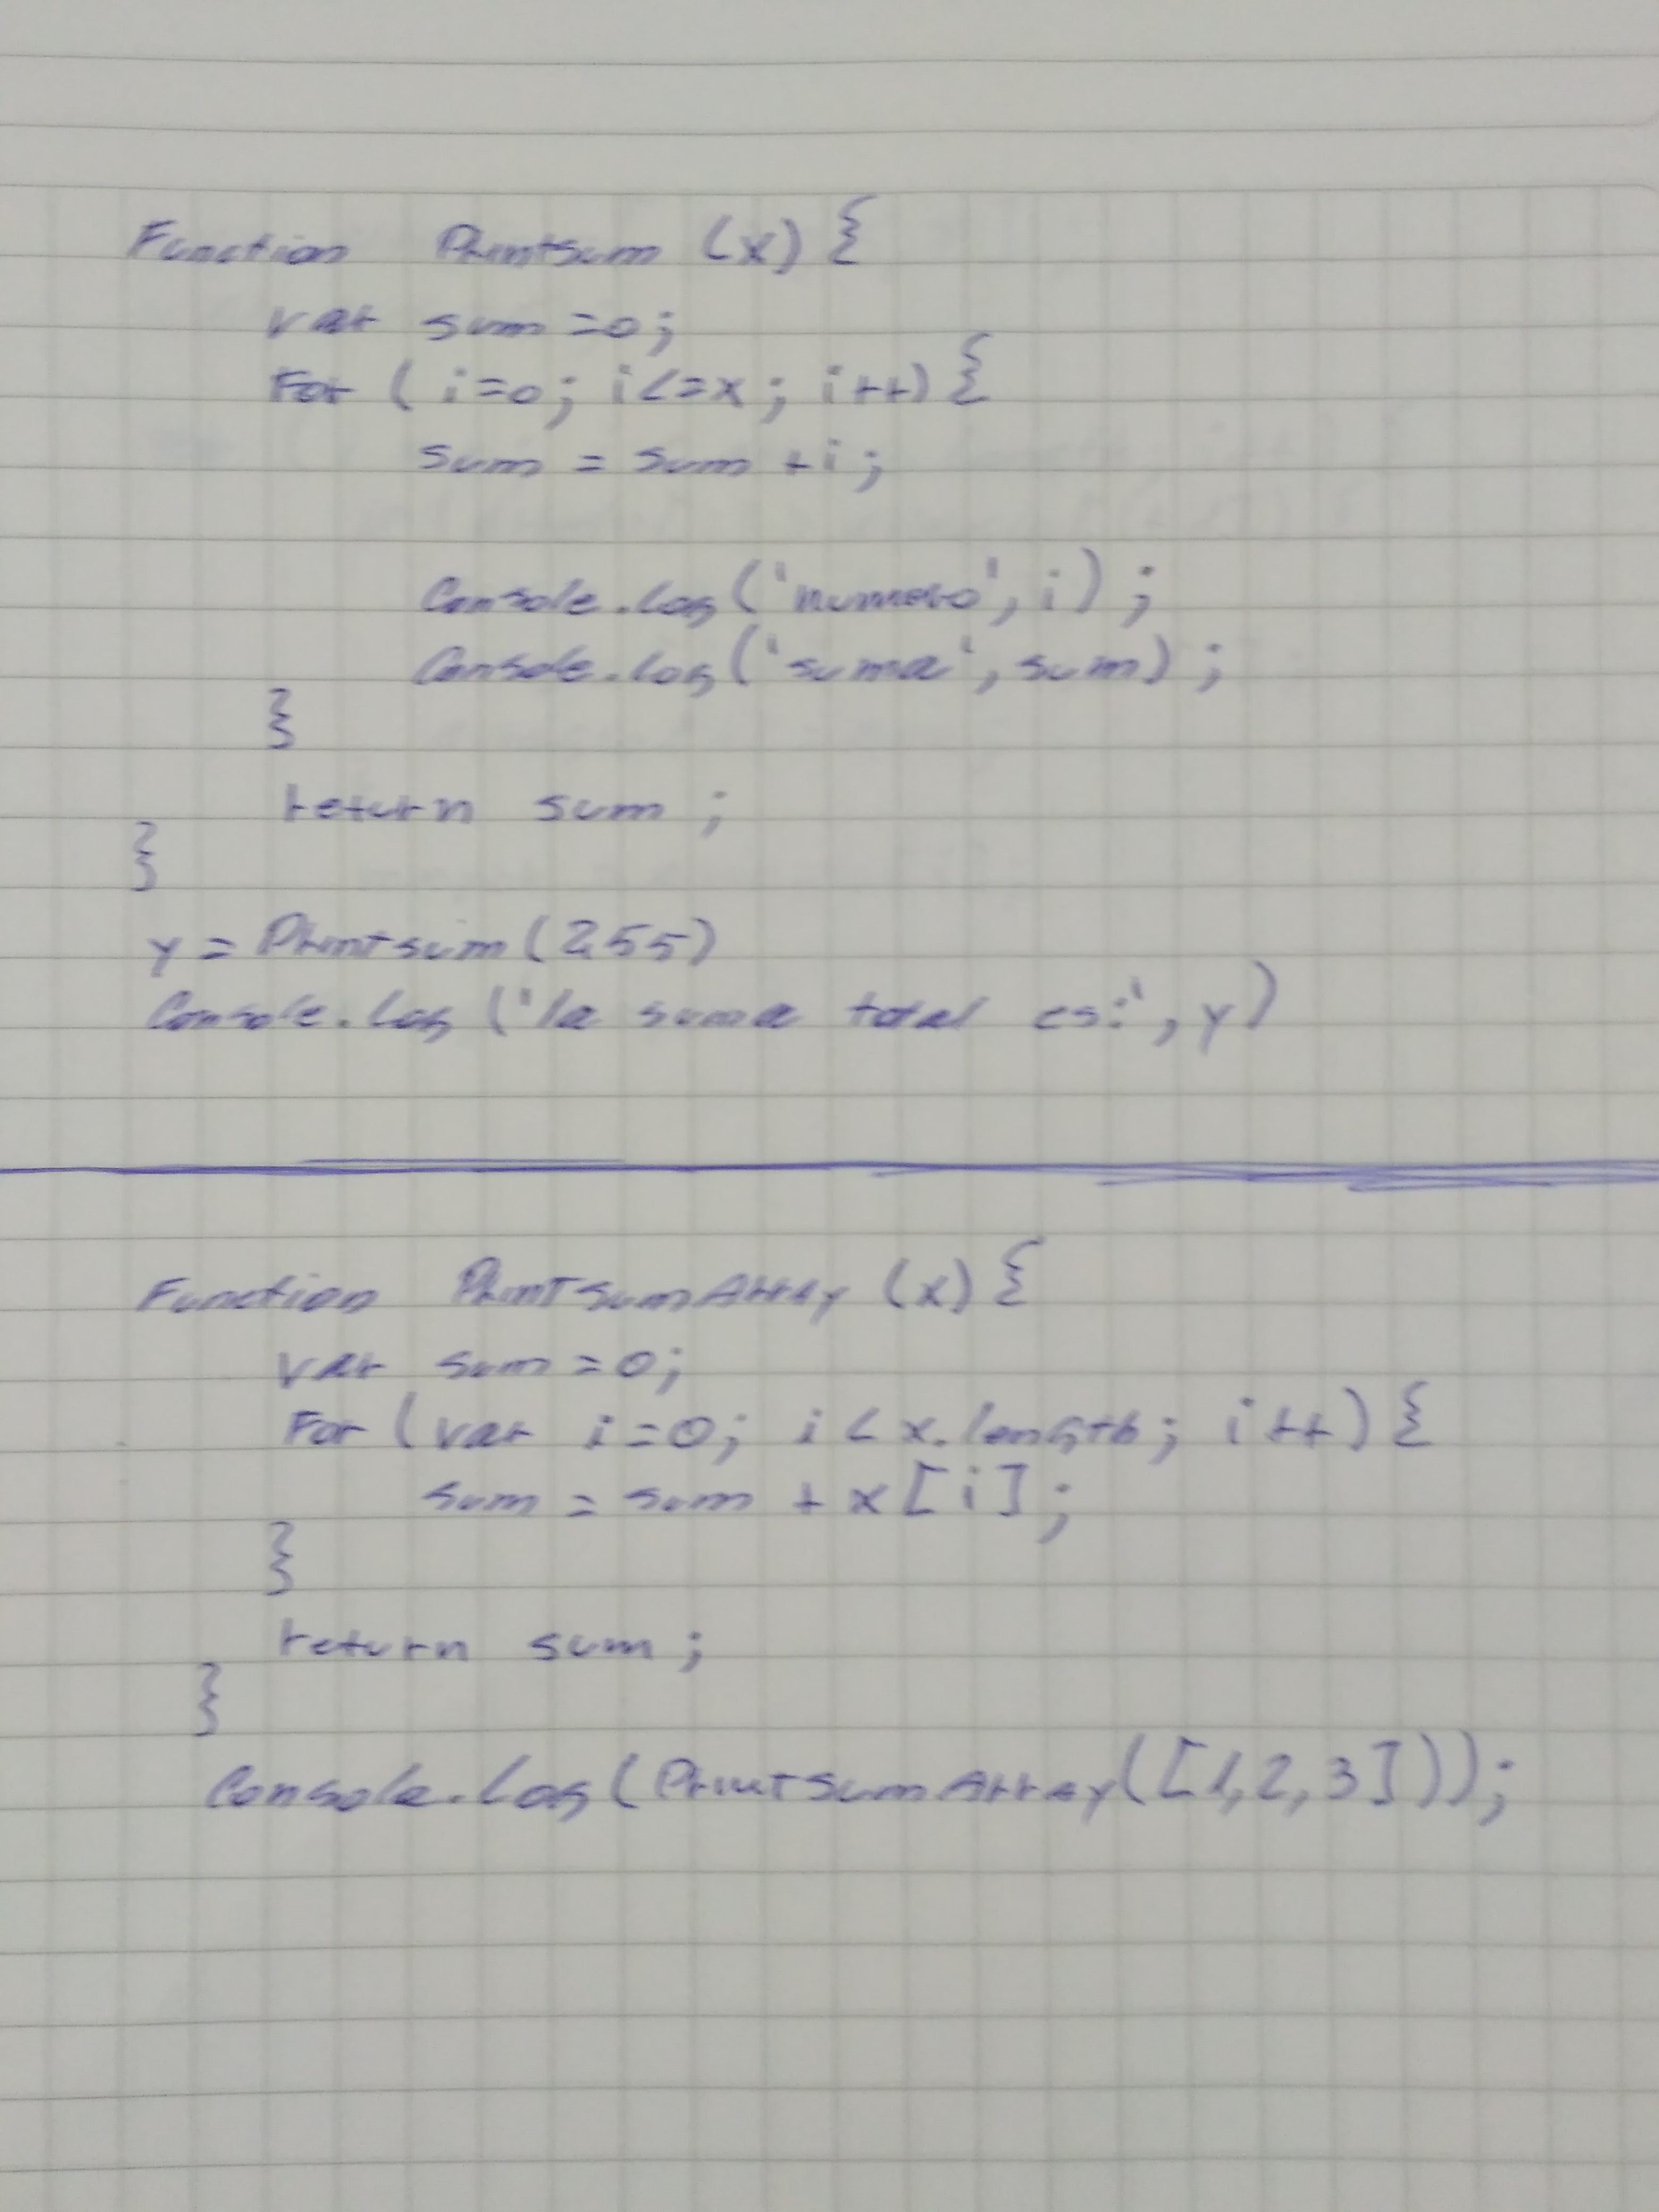 Function Printsum (x) {
var sum =0;
For ( i=0; i<=x; i++) {
sum = sum +i;
Console.log('numero', i);
Console.log('suma', sum);
}
return sum ;
}
y = Printsum(255)
Console.log ('la suma total es:', y)
Function PrintsumArray (x) {
var sum =0;
For ( var i=0; i < x.length; i++) {
sum = sum + x[i];
}
return sum ;
}
Console.log(PrintSumArray([1,2,3]));